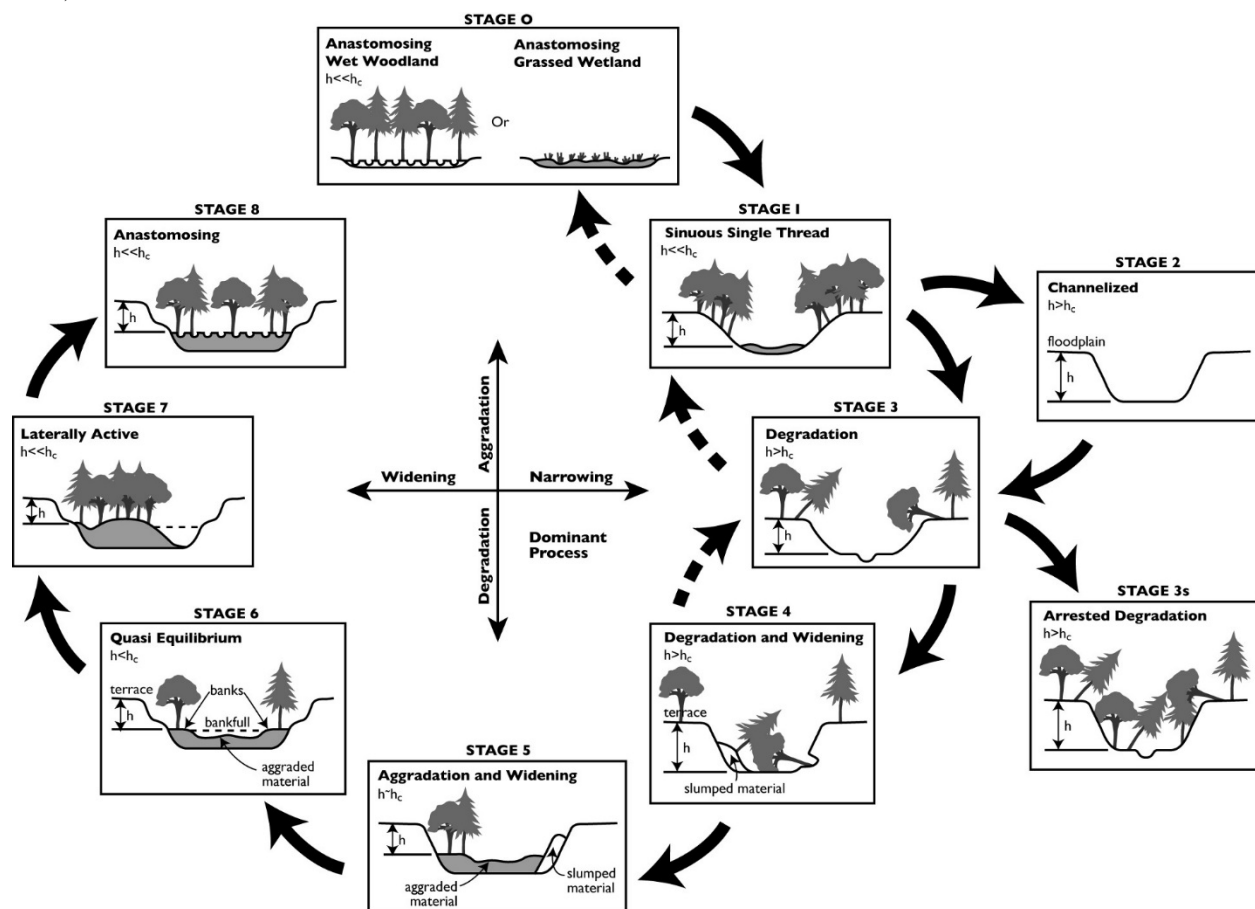 STAGE O
Anastomosing
Wet Woodland
h<<hc
Or
Anastomosing
Grassed Wetland
STAGE I
Sinuous Single Thread
h<<hc
h
STAGE 2
Channelized
h>hc
floodplain
h
STAGE 3
Degradation
h>hc
h
STAGE 3s
Arrested Degradation
h>hc
h
STAGE 4
Degradation and Widening
h>hc
terrace
h
slumped material
STAGE 5
Aggradation and Widening
h~hc
h
aggraded
material
slumped
material
STAGE 6
Quasi Equilibrium
h<hc
terrace
banks
h
bankfull
aggraded
material
STAGE 7
Laterally Active
h<<hc
h
STAGE 8
Anastomosing
h<<hc
h
Aggradation
Widening
Narrowing
Degradation
Dominant
Process